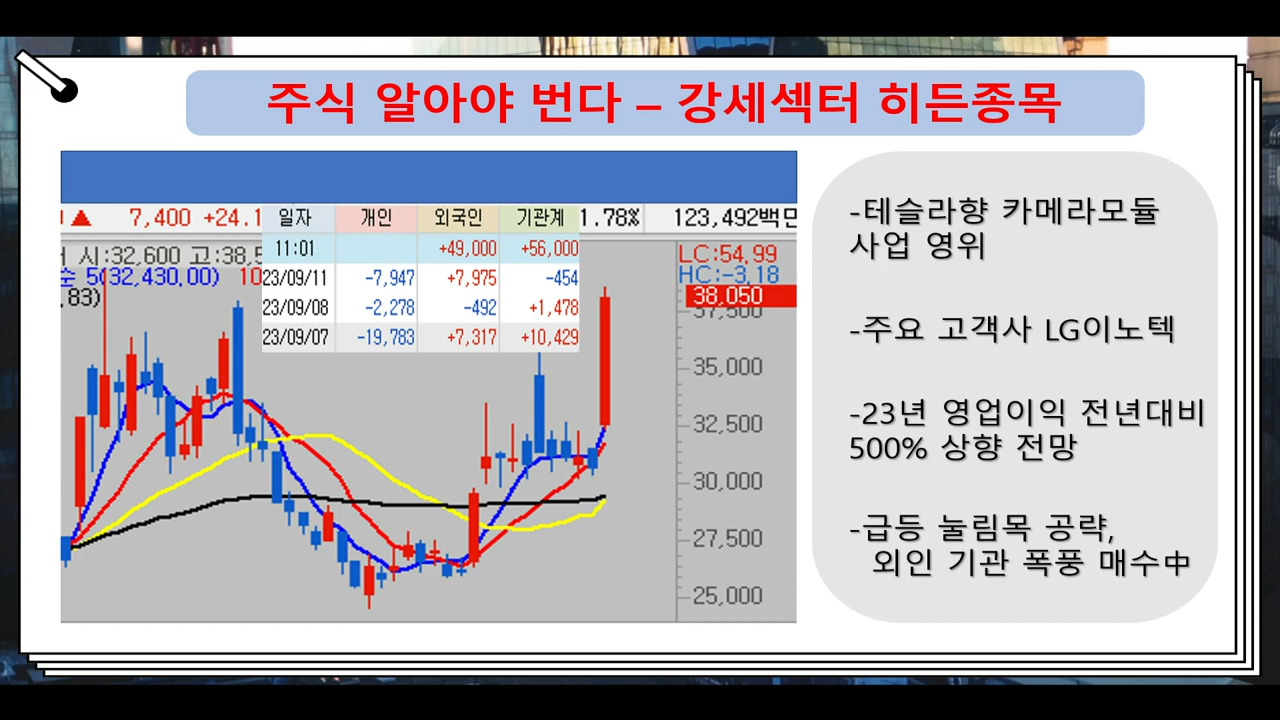 주식 알아야 번다 – 강세섹터 히든종목
▲ 7,400 +24.1
1.78% 123,492백만
시:32,600 고:38,5
5(32,430.00) 10
.83)
일자 개인 외국인 기관계
11:01 +49,000 +56,000
23/09/11 -7,947 +7,975 -454
23/09/08 -2,278 -492 +1,478
23/09/07 -19,783 +7,317 +10,429
LC:54.99
HC:-3.18
38,050
37,500
35,000
32,500
30,000
27,500
25,000
-테슬라향 카메라모듈
사업 영위
-주요 고객사 LG이노텍
-23년 영업이익 전년대비
500% 상향 전망
-급등 눌림목 공략,
외인 기관 폭풍 매수中